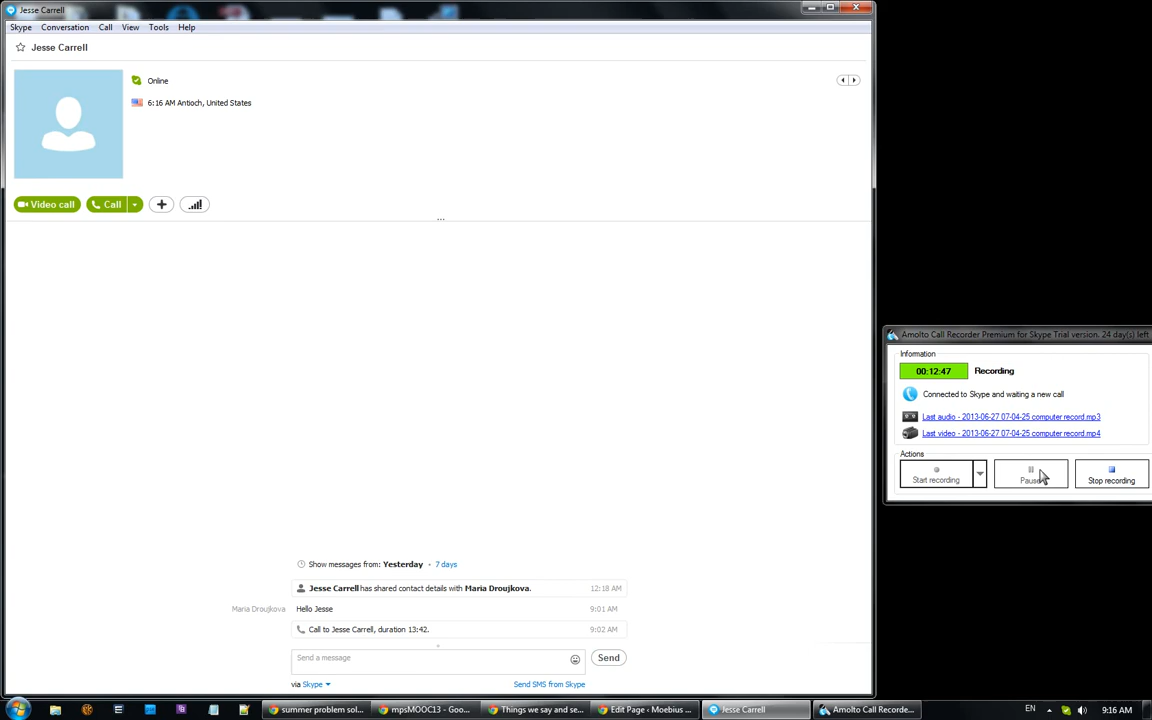 Jesse Carrell
Skype Conversation Call View Tools Help
Jesse Carrell
Online
6:16 AM Antioch, United States
Video call Call
Amolto Call Recorder Premium for Skype Trial version. 24 day(s) left
Information
00:12:47 Recording
Connected to Skype and waiting a new call
Last audio - 2013-06-27 07-04-25 computer record.mp3
Last video - 2013-06-27 07-04-25 computer record.mp4
Actions
Start recording Pause Stop recording
Show messages from: Yesterday • 7 days
Jesse Carrell has shared contact details with Maria Droujkova. 12:18 AM
Maria Droujkova Hello Jesse 9:01 AM
Call to Jesse Carrell, duration 13:42. 9:02 AM
Send a message Send
via Skype Send SMS from Skype
summer problem sol... mpsMOOC13 - Goo... Things we say and se... Edit Page ‹ Moebius ... Jesse Carrell Amolto Call Recorde... EN 9:16 AM